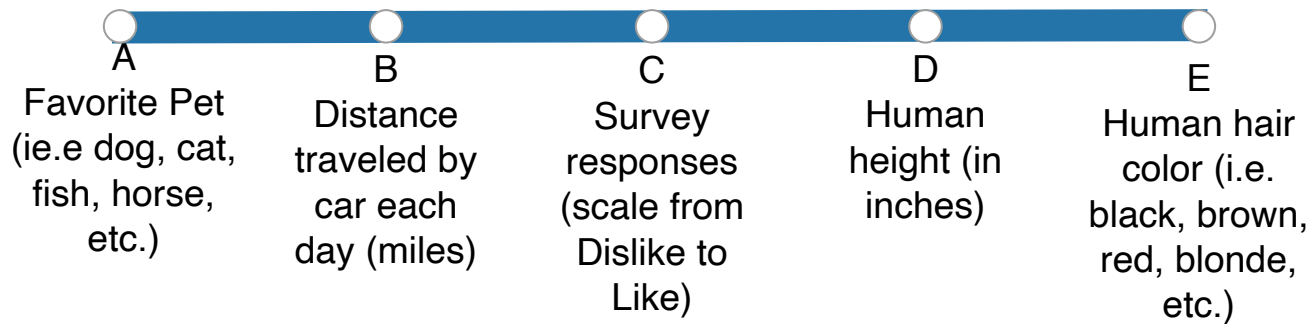 A
Favorite Pet
(ie.e dog, cat,
fish, horse,
etc.)
B
Distance
traveled by
car each
day (miles)
C
Survey
responses
(scale from
Dislike to
Like)
D
Human
height (in
inches)
E
Human hair
color (i.e.
black, brown,
red, blonde,
etc.)